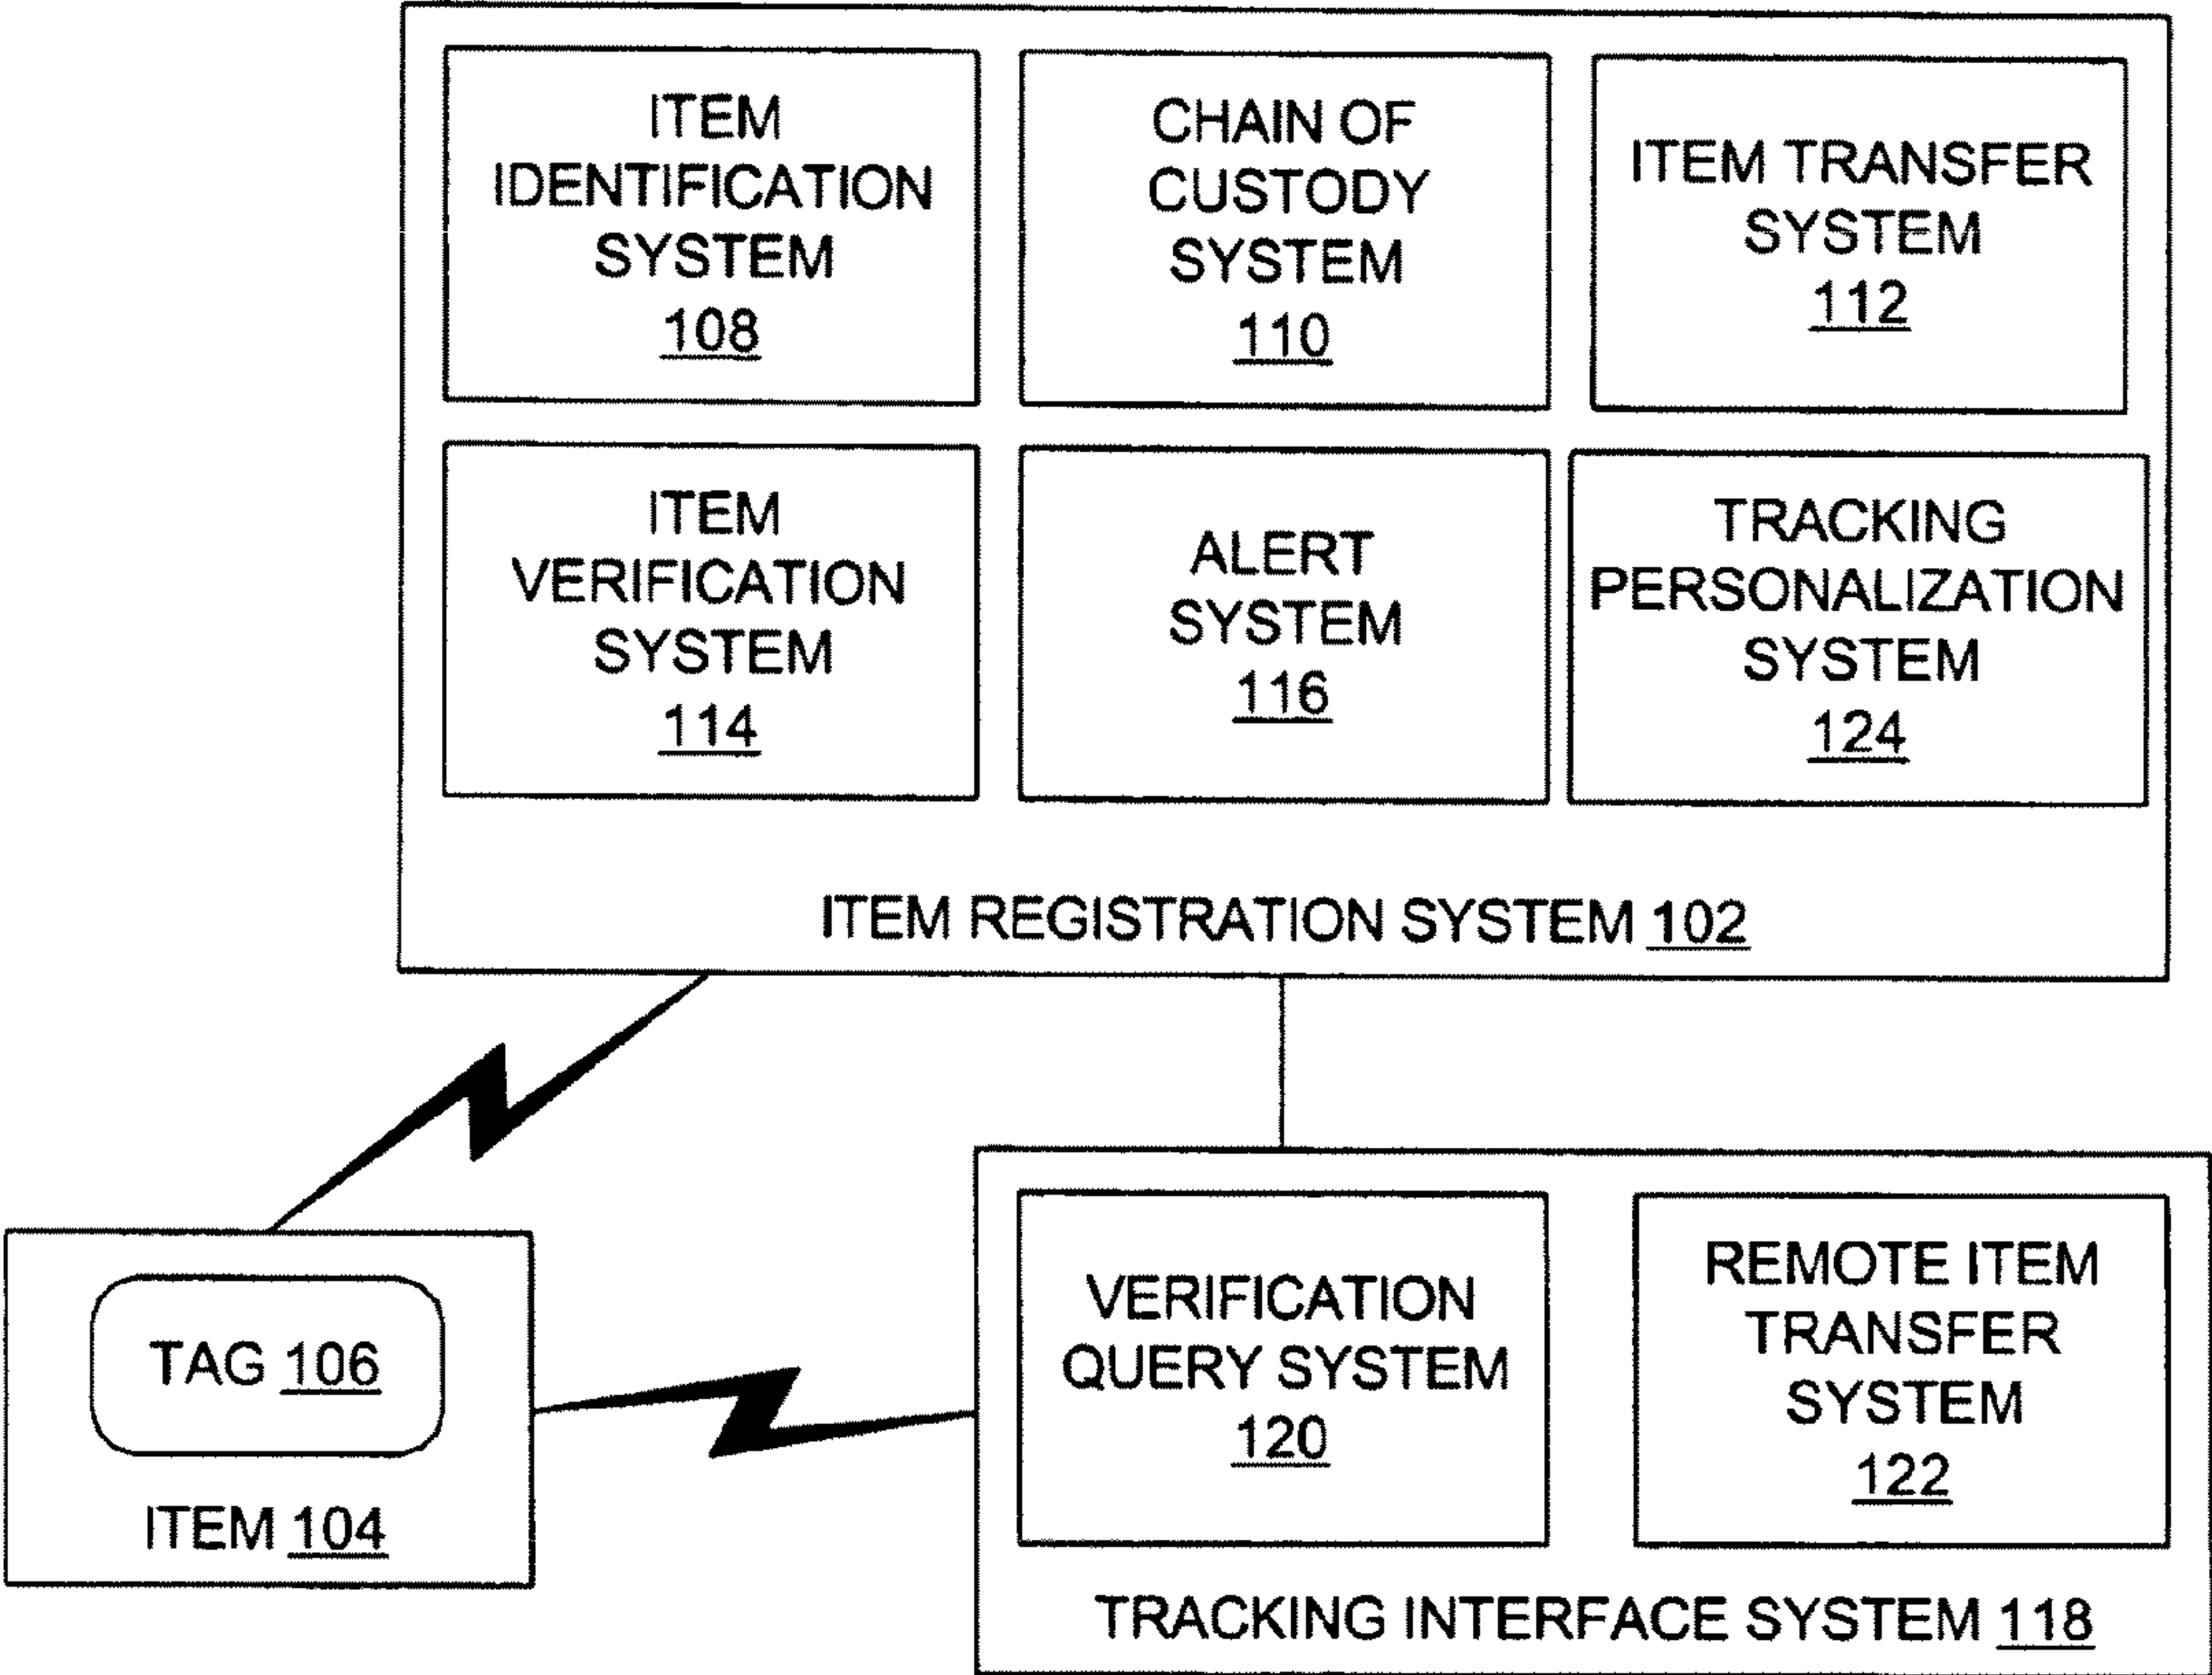 ITEM
IDENTIFICATION
SYSTEM
108
CHAIN OF
CUSTODY
SYSTEM
110
ITEM TRANSFER
SYSTEM
112
ITEM
VERIFICATION
SYSTEM
114
ALERT
SYSTEM
116
TRACKING
PERSONALIZATION
SYSTEM
124
ITEM REGISTRATION SYSTEM 102
TAG 106
ITEM 104
VERIFICATION
QUERY SYSTEM
120
REMOTE ITEM
TRANSFER
SYSTEM
122
TRACKING INTERFACE SYSTEM 118